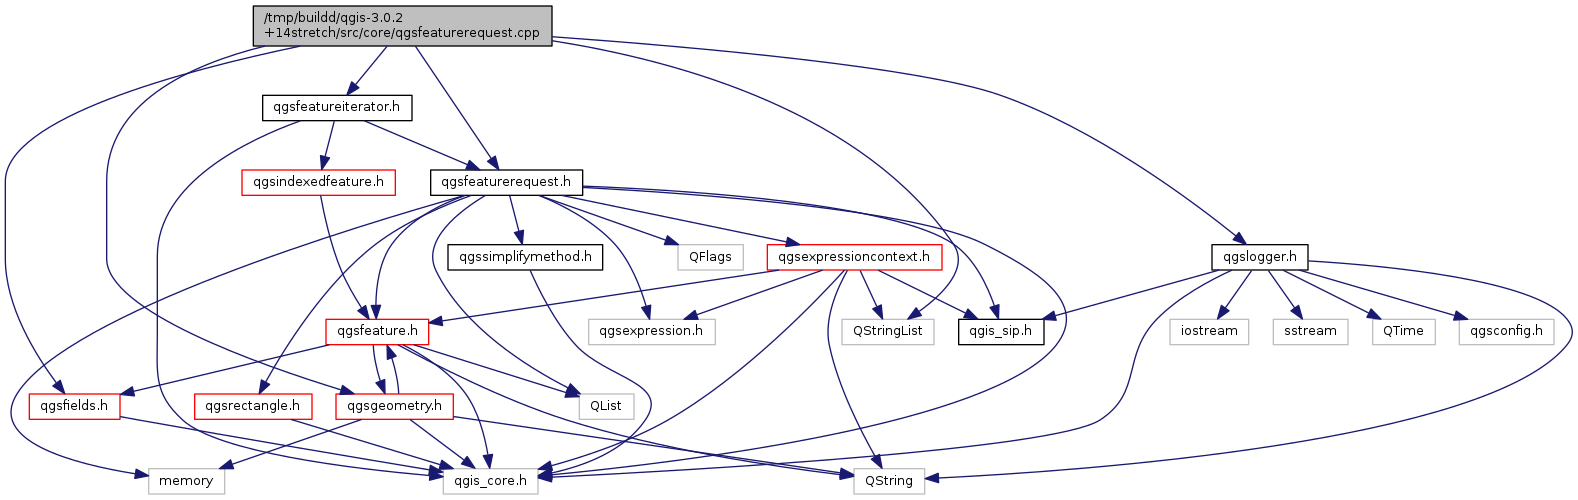 /tmp/buildd/qgis-3.0.2
+14stretch/src/core/qgsfeaturerequest.cpp
qgsfeatureiterator.h
qgsindexedfeature.h
qgsfeaturerequest.h
qgssimplifymethod.h
QFlags
qgsexpressioncontext.h
qgslogger.h
qgsfeature.h
qgsexpression.h
QStringList
qgis_sip.h
iostream
sstream
QTime
qgsconfig.h
qgsfields.h
qgsrectangle.h
qgsgeometry.h
QList
memory
qgis_core.h
QString